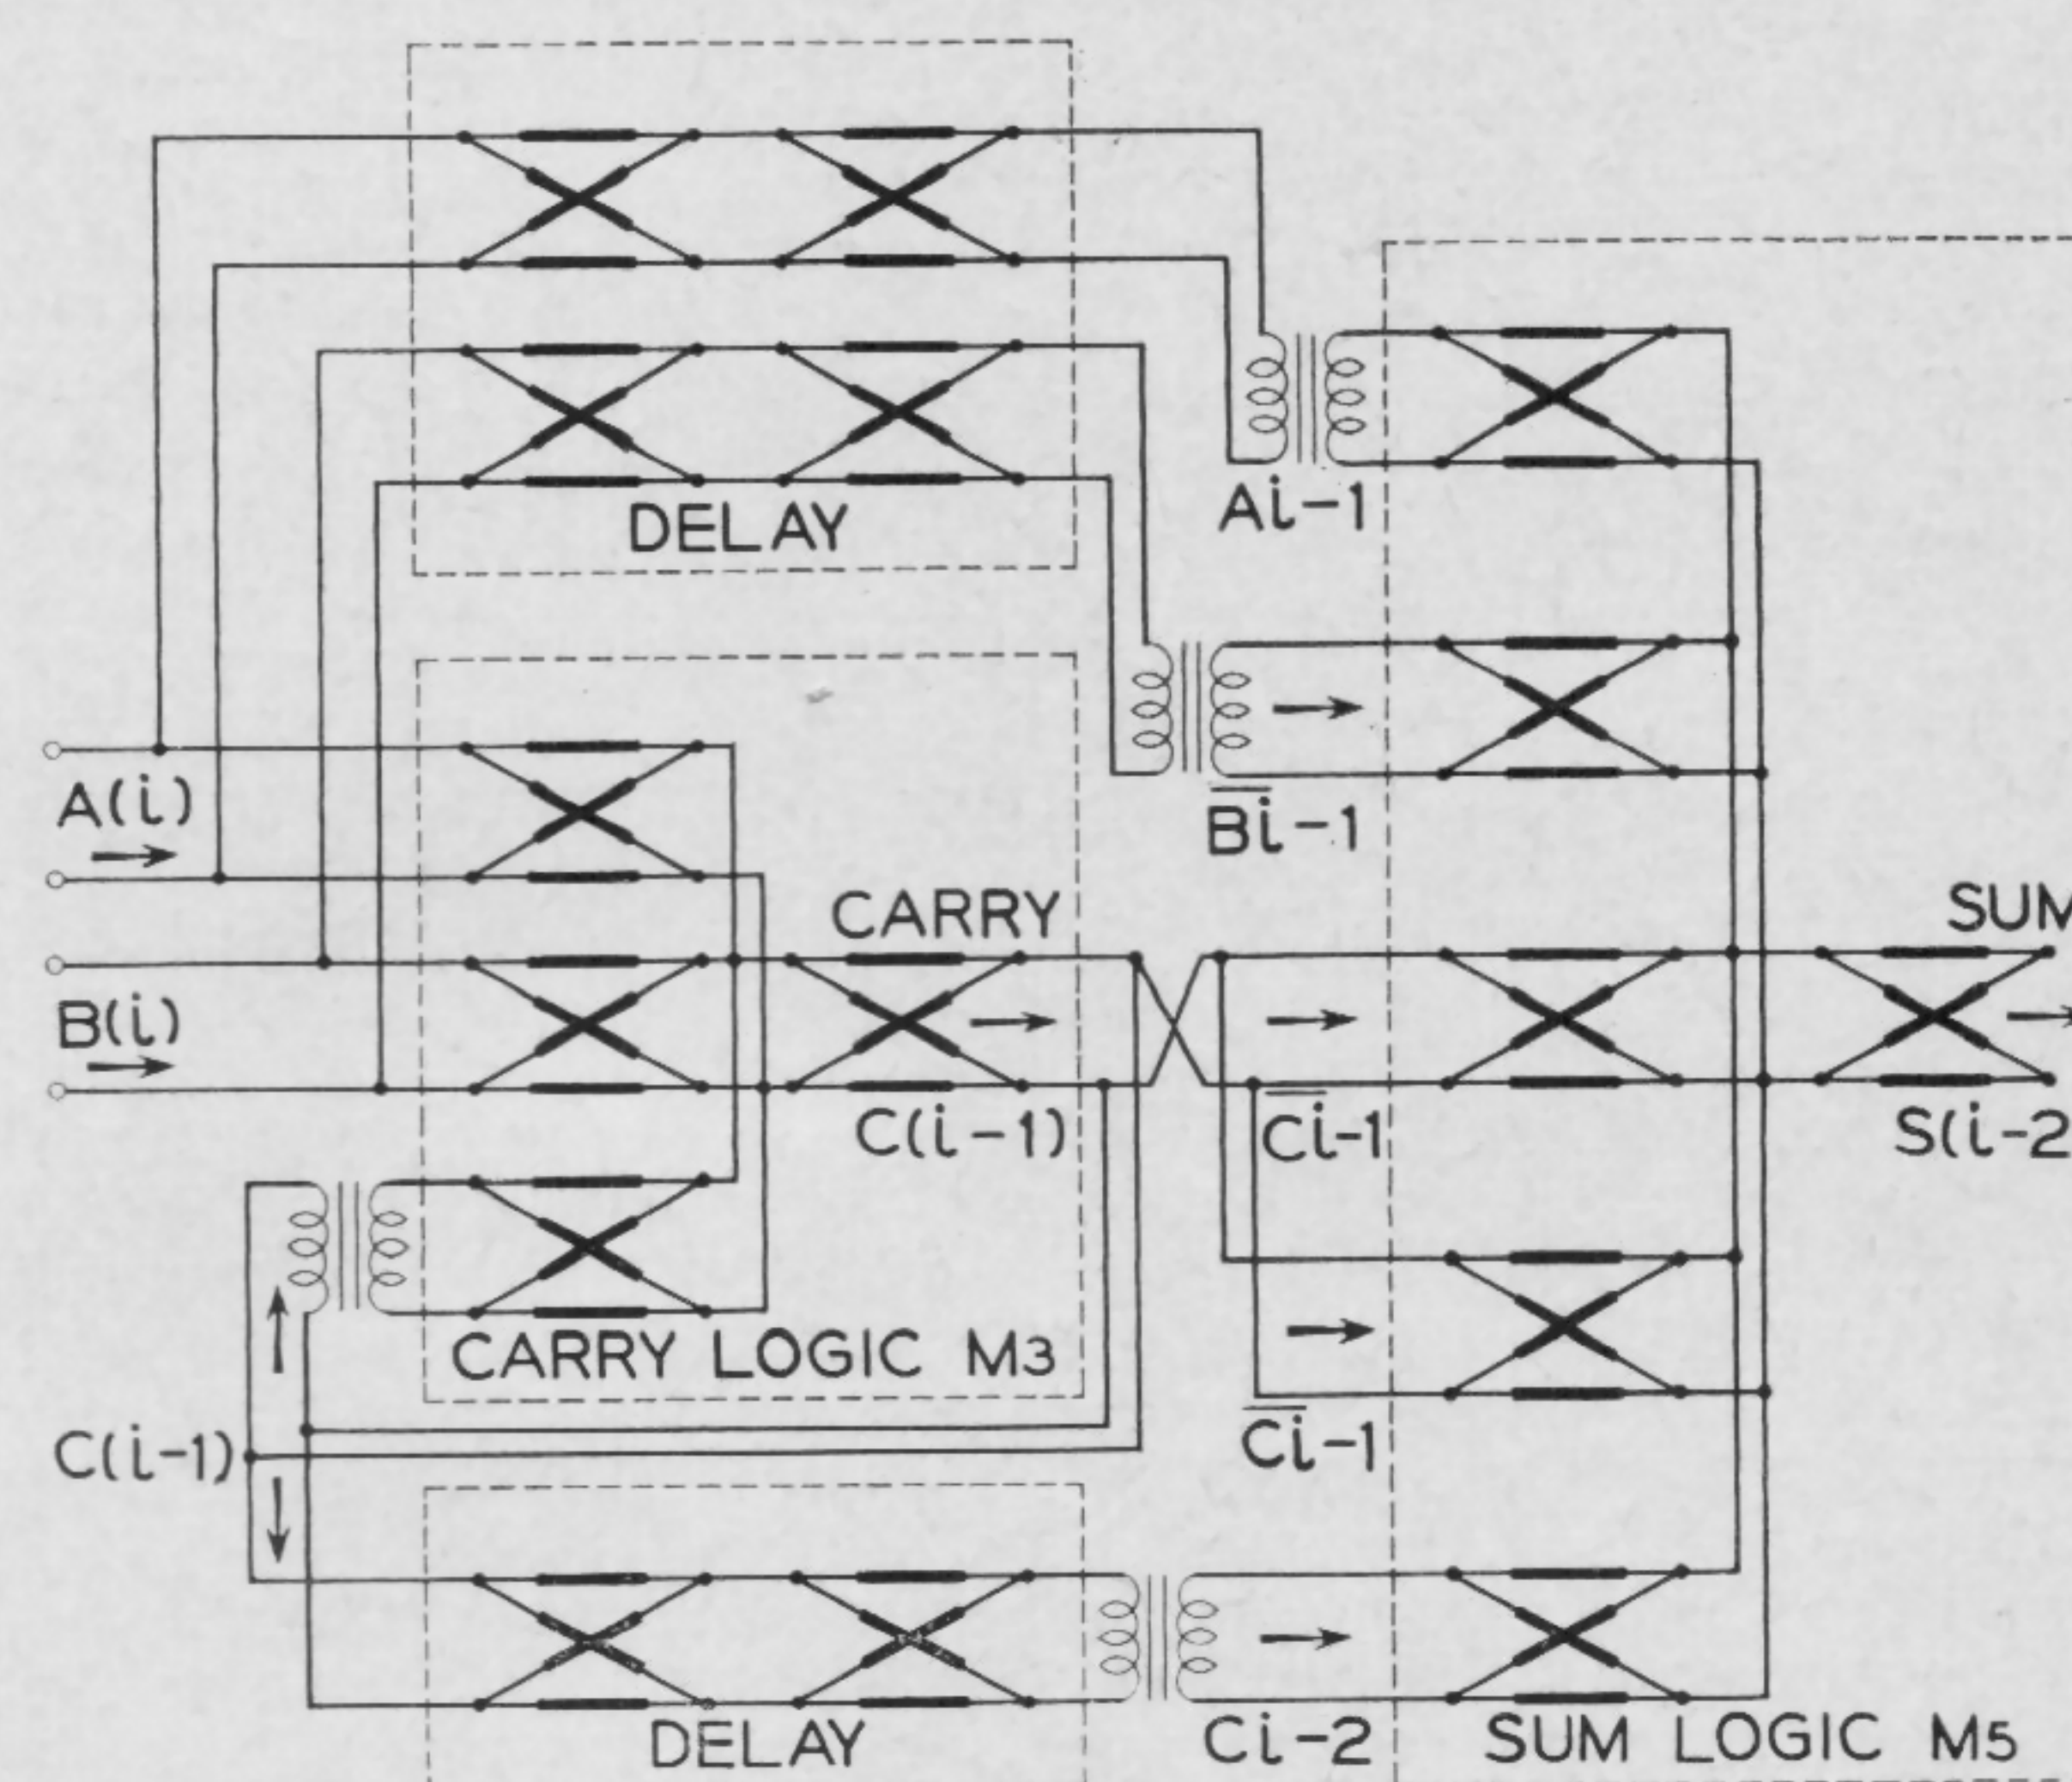 DELAY
Ai-1
A(i)
B̅i̅-1
CARRY
SUM
B(i)
C(i-1)
C̅i̅-1
S(i-2
CARRY LOGIC M3
C(i-1)
C̅i̅-1
DELAY
Ci-2
SUM LOGIC M5